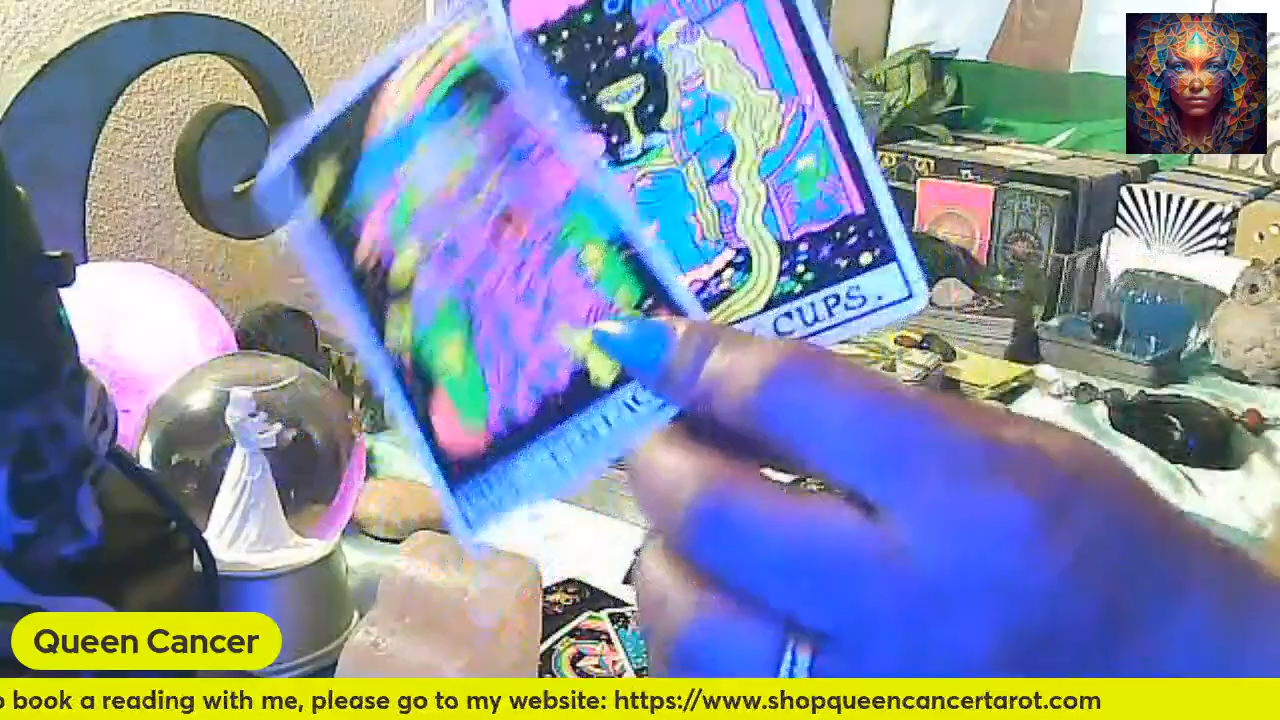 CUPS.
Queen Cancer
o book a reading with me, please go to my website: https://www.shopqueencancertarot.com